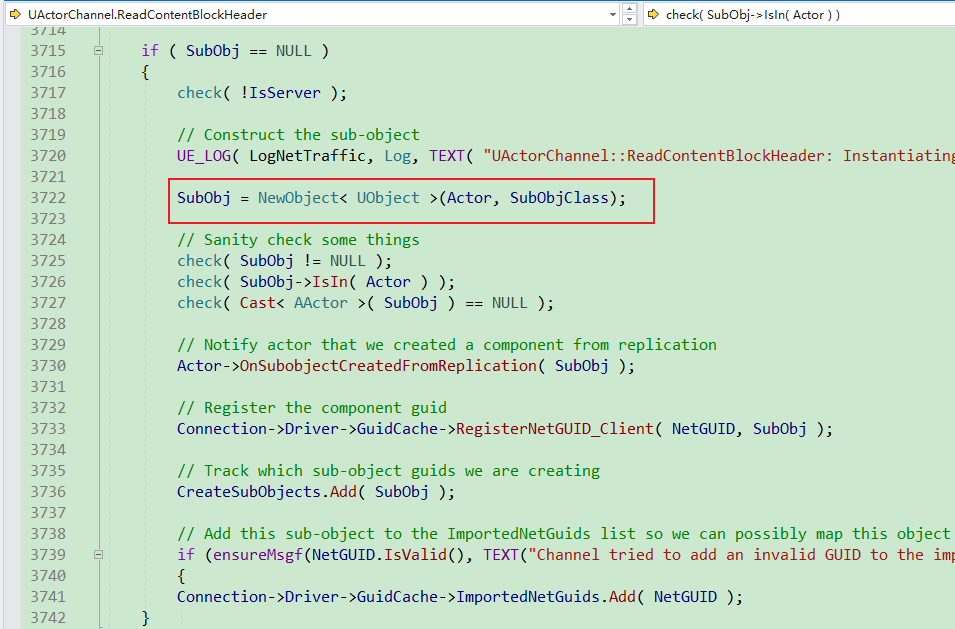 UActorChannel.ReadContentBlockHeader check( SubObj->IsIn( Actor ) )
3714
3715 if ( SubObj == NULL )
3716 {
3717 check( !IsServer );
3718
3719 // Construct the sub-object
3720 UE_LOG( LogNetTraffic, Log, TEXT( "UActorChannel::ReadContentBlockHeader: Instantiating
3721
3722 SubObj = NewObject< UObject >(Actor, SubObjClass);
3723
3724 // Sanity check some things
3725 check( SubObj != NULL );
3726 check( SubObj->IsIn( Actor ) );
3727 check( Cast< AActor >( SubObj ) == NULL );
3728
3729 // Notify actor that we created a component from replication
3730 Actor->OnSubobjectCreatedFromReplication( SubObj );
3731
3732 // Register the component guid
3733 Connection->Driver->GuidCache->RegisterNetGUID_Client( NetGUID, SubObj );
3734
3735 // Track which sub-object guids we are creating
3736 CreateSubObjects.Add( SubObj );
3737
3738 // Add this sub-object to the ImportedNetGuids list so we can possibly map this object
3739 if (ensureMsgf(NetGUID.IsValid(), TEXT("Channel tried to add an invalid GUID to the imp
3740 {
3741 Connection->Driver->GuidCache->ImportedNetGuids.Add( NetGUID );
3742 }